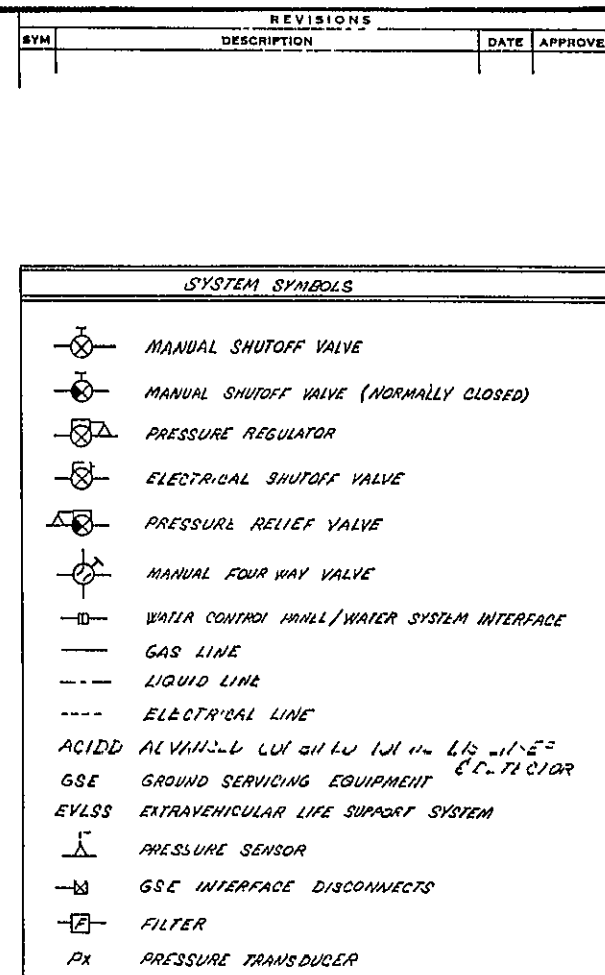 REVISIONS
SYM DESCRIPTION DATE APPROVE
SYSTEM SYMBOLS
MANUAL SHUTOFF VALVE
MANUAL SHUTOFF VALVE (NORMALLY CLOSED)
PRESSURE REGULATOR
ELECTRICAL SHUTOFF VALVE
PRESSURE RELIEF VALVE
MANUAL FOUR WAY VALVE
WATER CONTROL PANEL/WATER SYSTEM INTERFACE
GAS LINE
LIQUID LINE
ELECTRICAL LINE
ACIDD
GSE GROUND SERVICING EQUIPMENT
EVLSS EXTRAVEHICULAR LIFE SUPPORT SYSTEM
PRESSURE SENSOR
GSE INTERFACE DISCONNECTS
F FILTER
PX PRESSURE TRANSDUCER